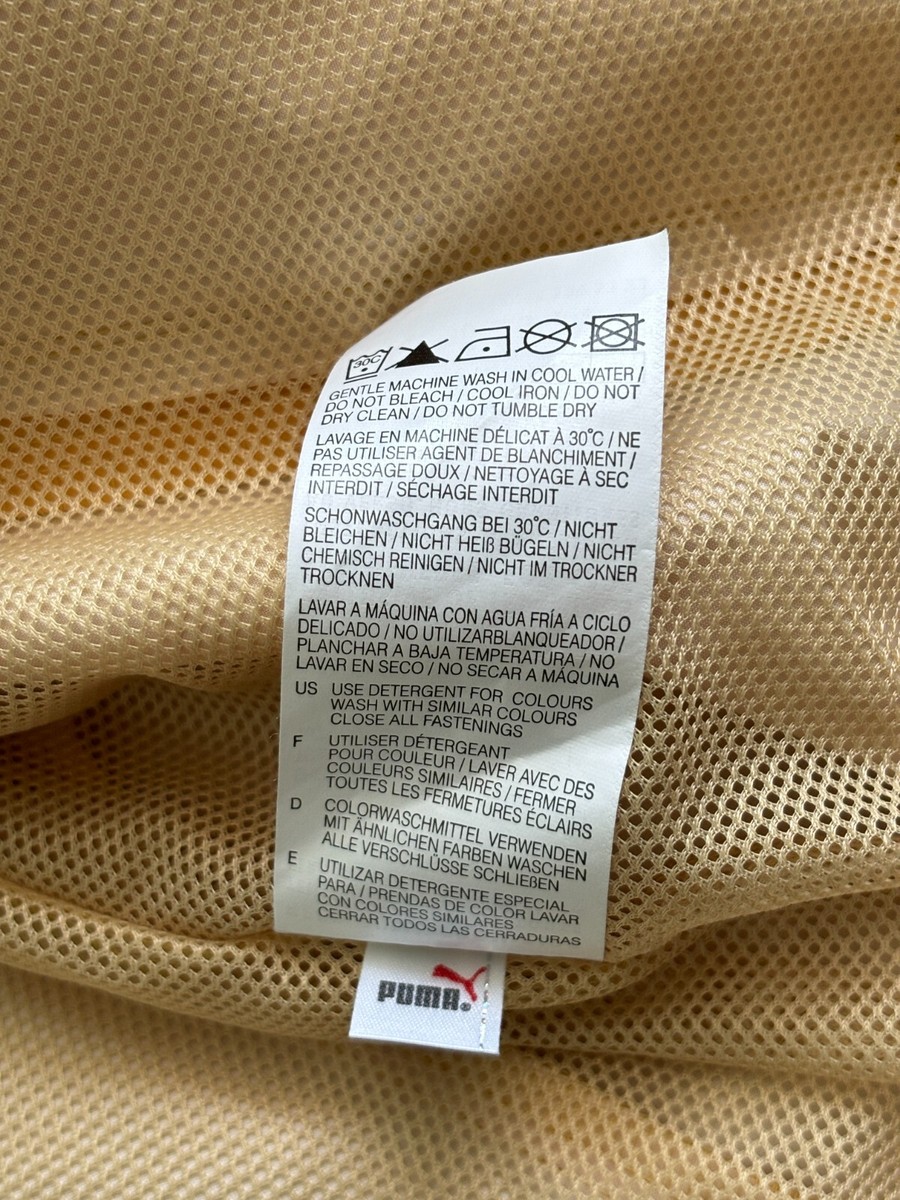 30C
GENTLE MACHINE WASH IN COOL WATER /
DO NOT BLEACH / COOL IRON / DO NOT
DRY CLEAN / DO NOT TUMBLE DRY
LAVAGE EN MACHINE DÉLICAT À 30°C / NE
PAS UTILISER AGENT DE BLANCHIMENT /
REPASSAGE DOUX / NETTOYAGE À SEC
INTERDIT / SÉCHAGE INTERDIT
SCHONWASCHGANG BEI 30°C / NICHT
BLEICHEN / NICHT HEIß BÜGELN / NICHT
CHEMISCH REINIGEN / NICHT IM TROCKNER
TROCKNEN
LAVAR A MÁQUINA CON AGUA FRÍA A CICLO
DELICADO / NO UTILIZARBLANQUEADOR /
PLANCHAR A BAJA TEMPERATURA / NO
LAVAR EN SECO / NO SECAR A MÁQUINA
US USE DETERGENT FOR COLOURS
WASH WITH SIMILAR COLOURS
CLOSE ALL FASTENINGS
F UTILISER DÉTERGEANT
POUR COULEUR / LAVER AVEC DES
COULEURS SIMILAIRES / FERMER
TOUTES LES FERMETURES ÉCLAIRS
D COLORWASCHMITTEL VERWENDEN
MIT ÄHNLICHEN FARBEN WASCHEN
ALLE VERSCHLÜSSE SCHLIEßEN
E UTILIZAR DETERGENTE ESPECIAL
PARA / PRENDAS DE COLOR LAVAR
CON COLORES SIMILARES
CERRAR TODOS LAS CERRADURAS
PUMA®